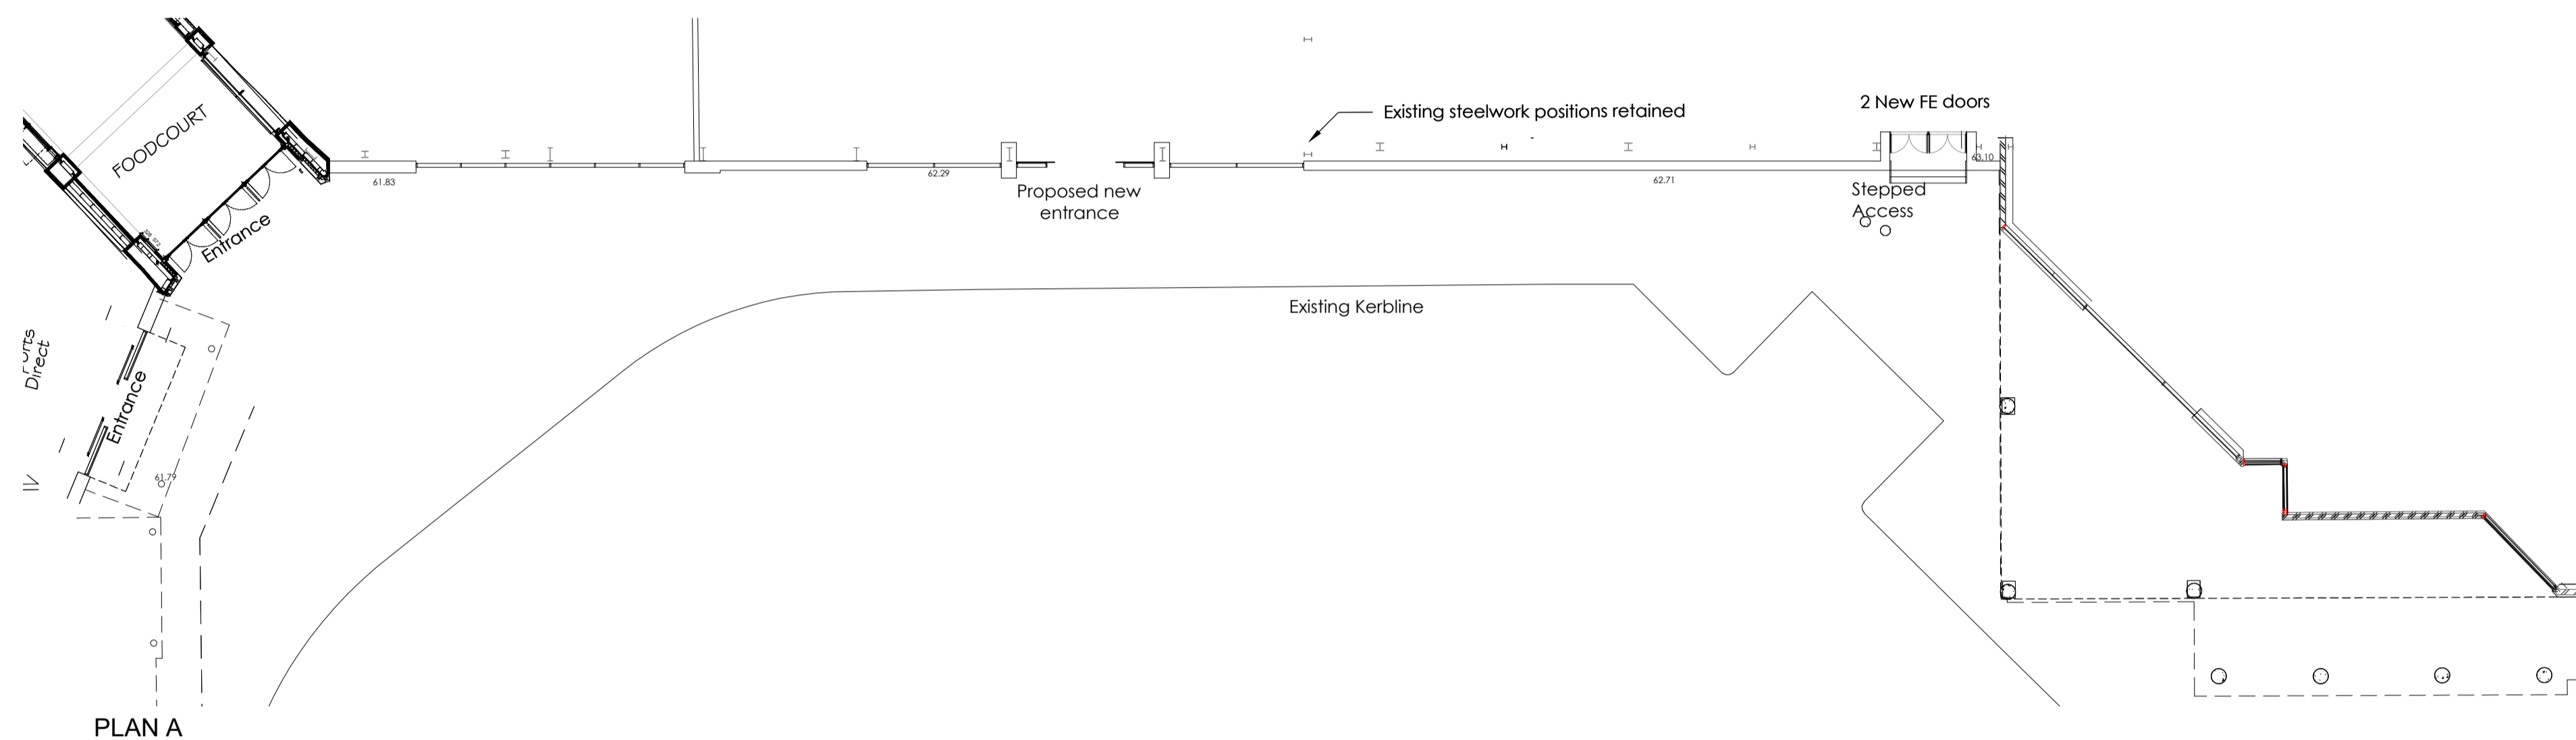 FOODCOURT
Entrance
61.83
62.29
Proposed new
entrance
Existing steelwork positions retained
62.71
2 New FE doors
63.10
Stepped
Access
Existing Kerbline
Direct
Entrance
61.79
PLAN A